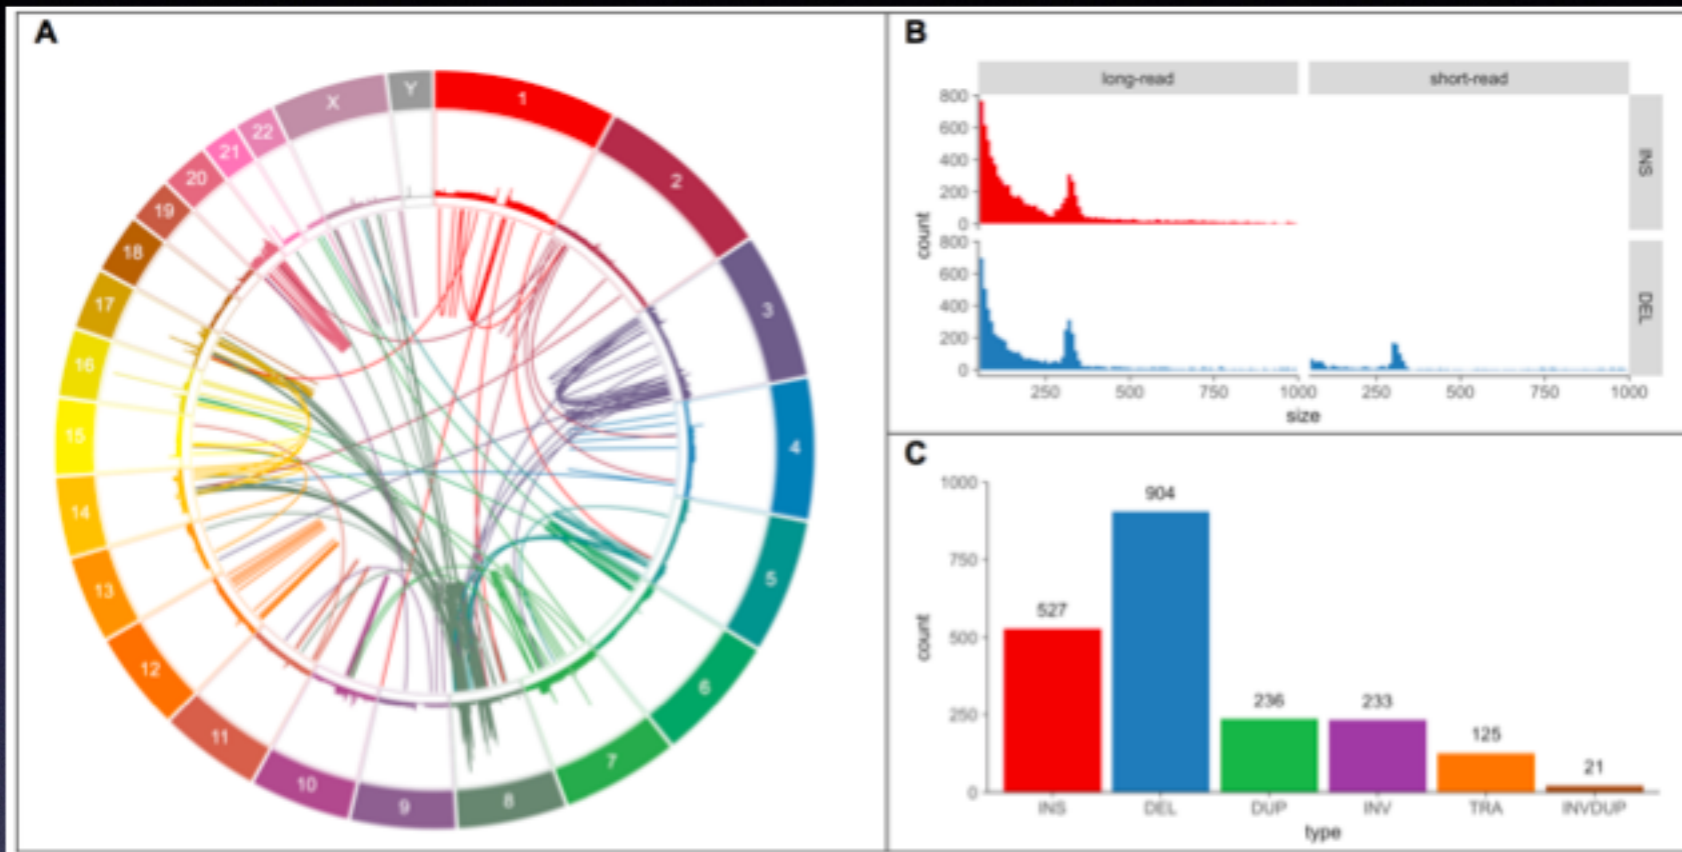 A
1
2
3
4
5
6
7
8
9
10
11
12
13
14
15
16
17
18
19
20
21
22
X
Y
B
long-read
short-read
800
600
400
200
0
INS
800
600
400
200
0
DEL
count
250
500
750
1000
250
500
750
1000
size
C
1000
750
500
250
0
count
527
904
236
233
125
21
INS
DEL
DUP
INV
TRA
INVDUP
type